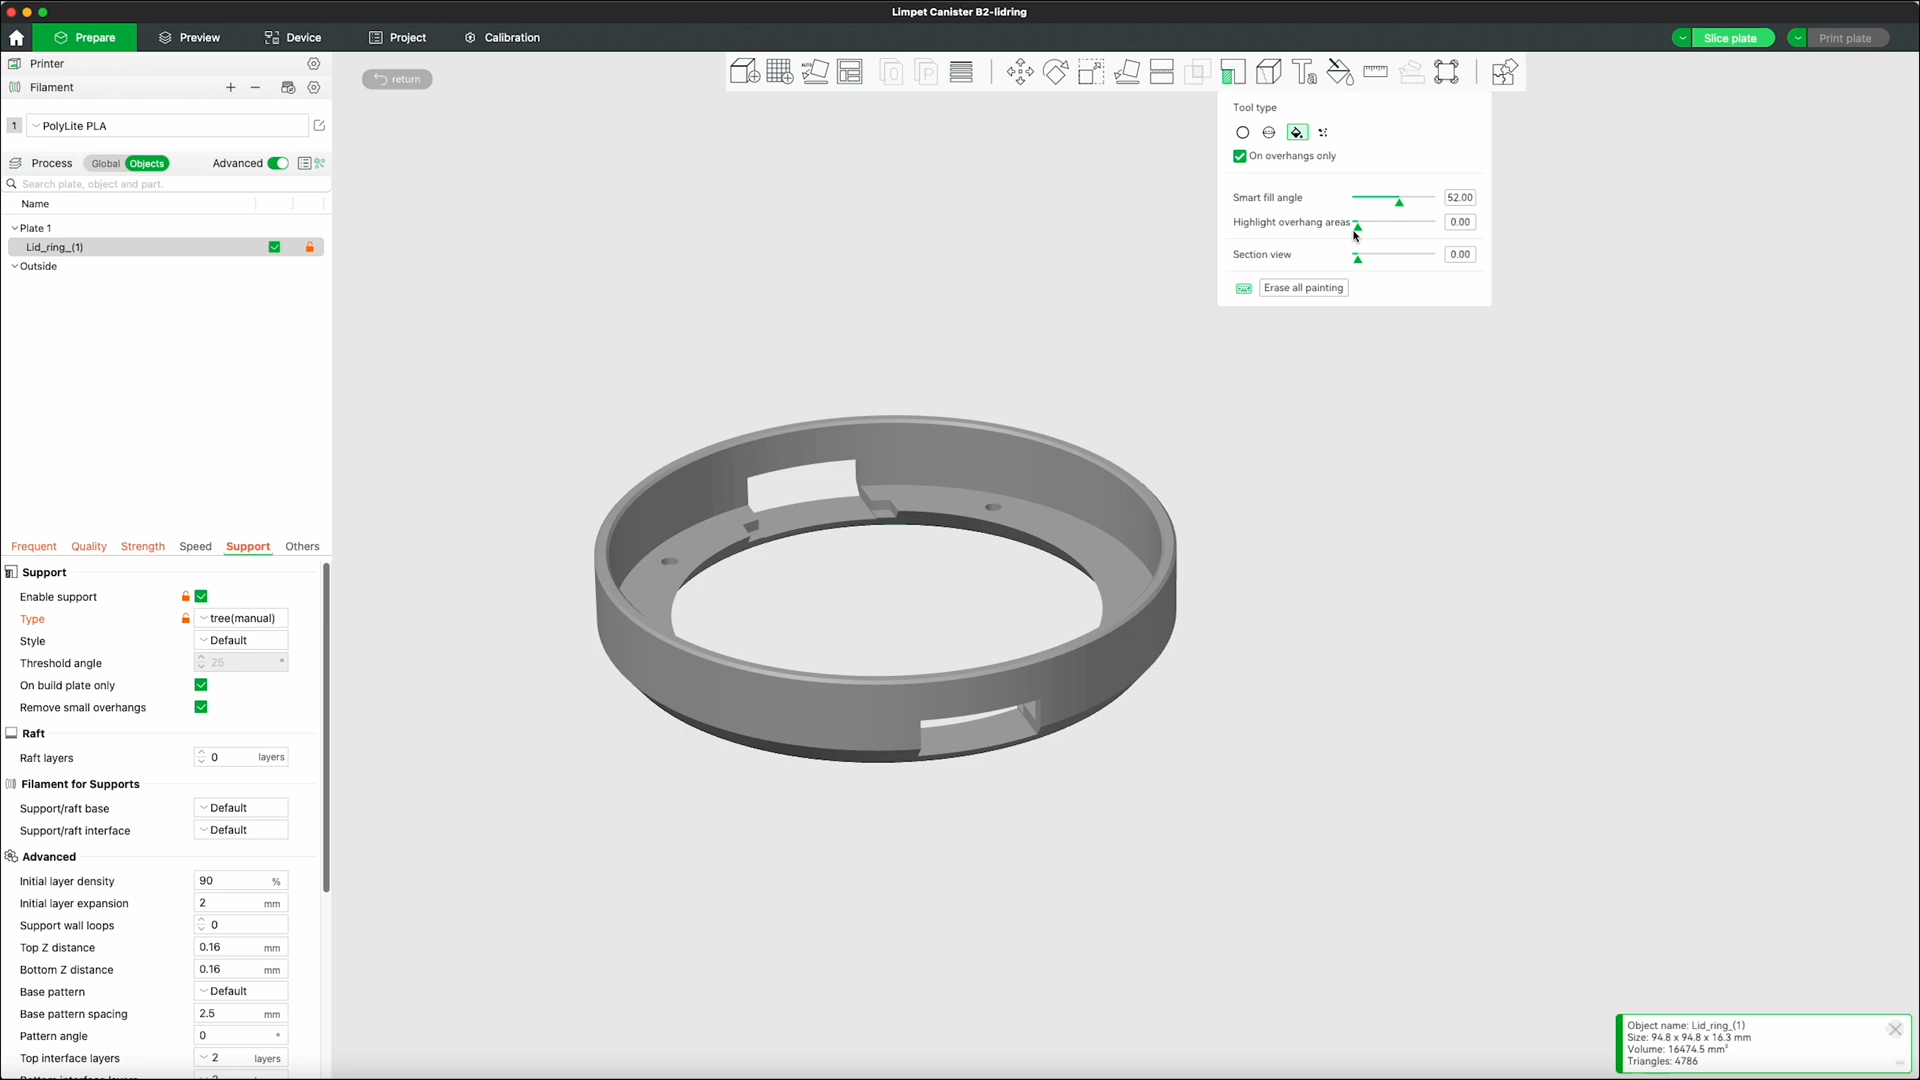 Limpet Canister B2-lidring
Prepare
Preview
Device
Project
Calibration
Slice plate
Print plate
Printer
Filament
1
PolyLite PLA
Process
Global
Objects
Advanced
Search plate, object and part.
Name
Plate 1
Lid_ring_(1)
Outside
return
AUTO
O
P
Ta
Tool type
On overhangs only
Smart fill angle 52.00
Highlight overhang areas 0.00
Section view 0.00
Erase all painting
Frequent Quality Strength Speed Support Others
Support
Enable support
Type tree(manual)
Style Default
Threshold angle 25 °
On build plate only
Remove small overhangs
Raft
Raft layers 0 layers
Filament for Supports
Support/raft base Default
Support/raft interface Default
Advanced
Initial layer density 90 %
Initial layer expansion 2 mm
Support wall loops 0
Top Z distance 0.16 mm
Bottom Z distance 0.16 mm
Base pattern Default
Base pattern spacing 2.5 mm
Pattern angle 0 °
Top interface layers 2 layers
Object name: Lid_ring_(1)
Size: 94.8 x 94.8 x 16.3 mm
Volume: 16474.5 mm³
Triangles: 4786